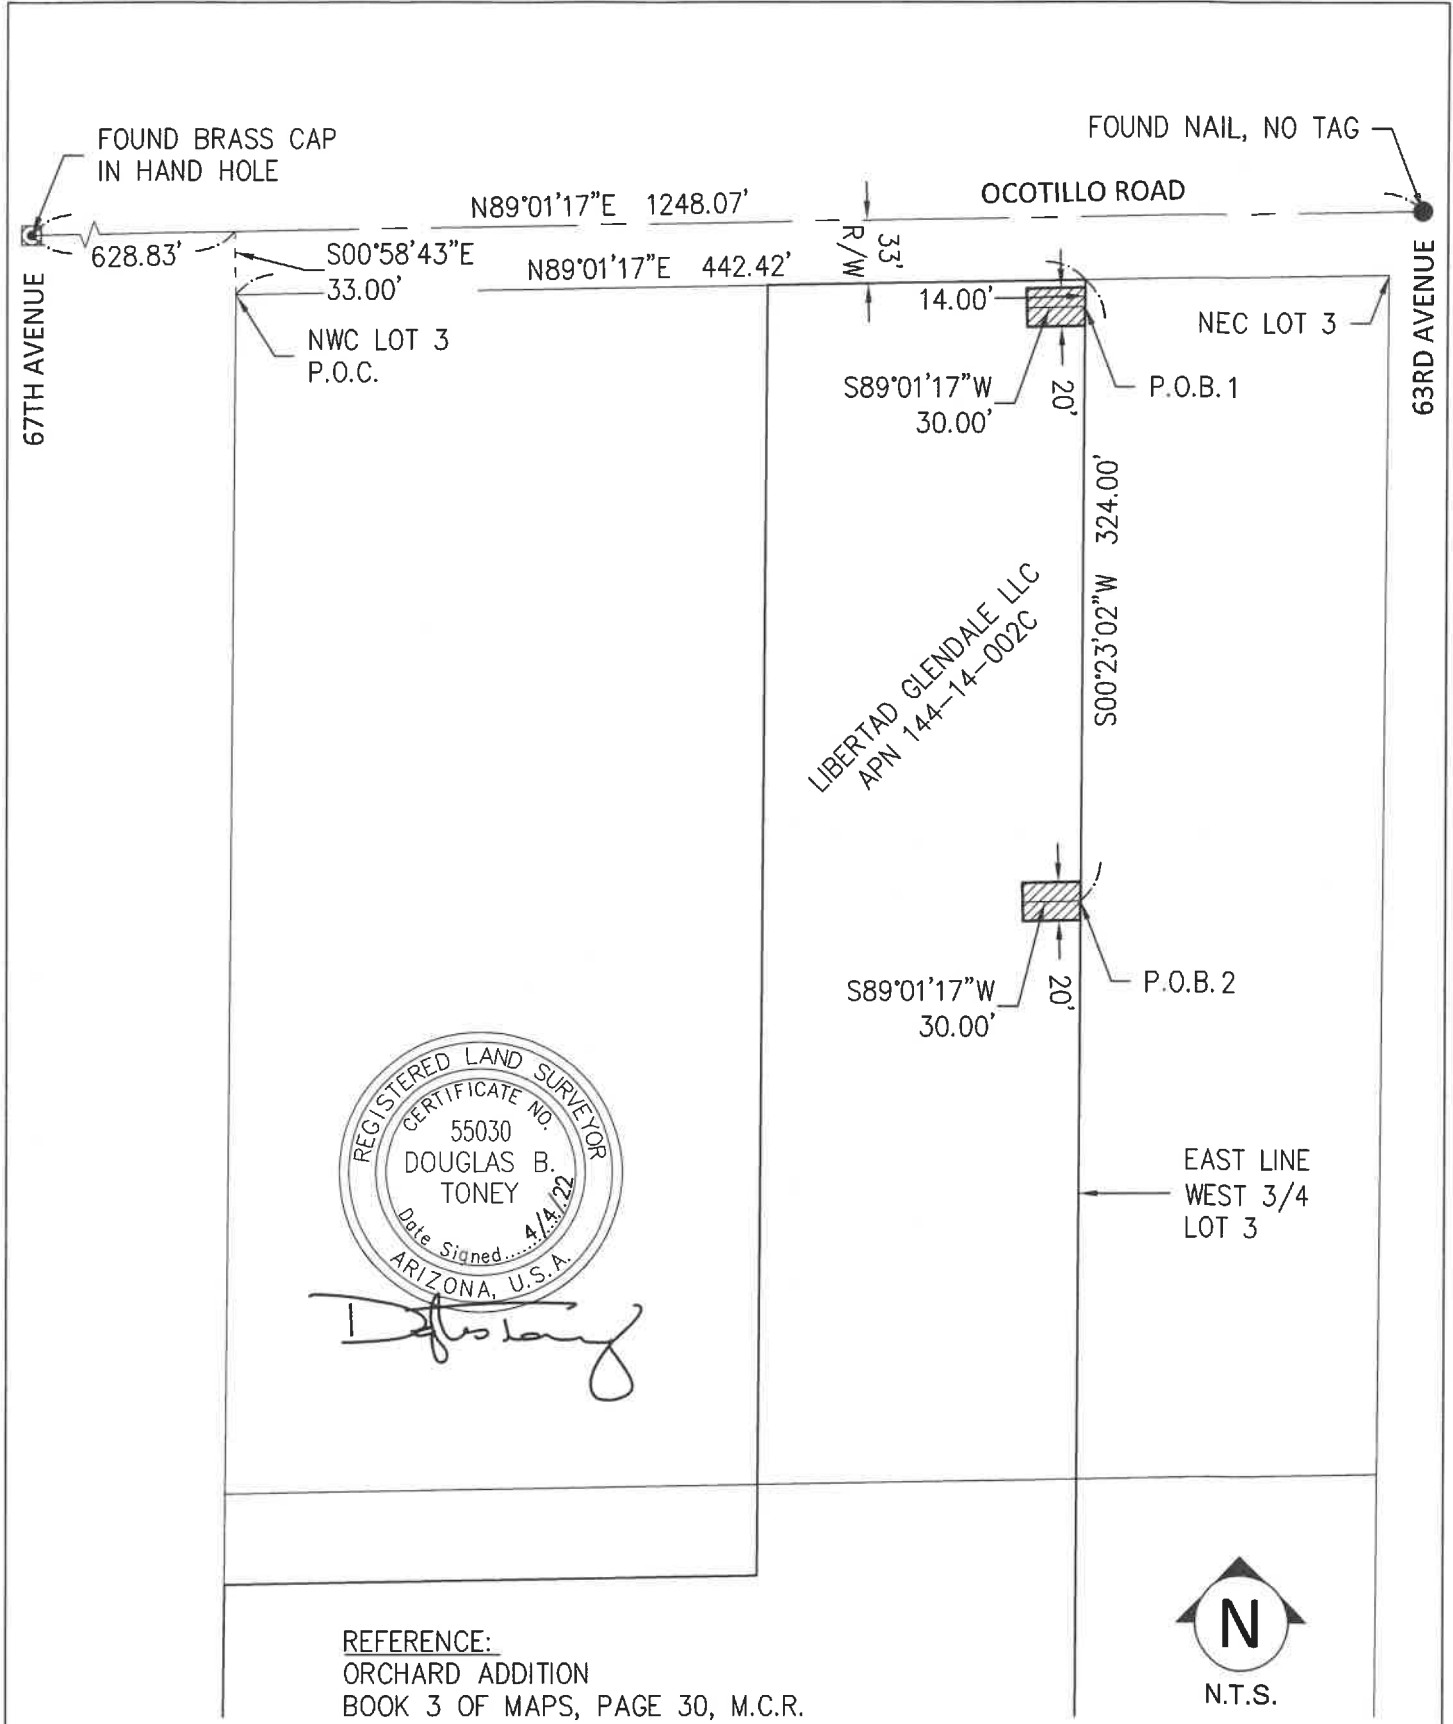 FOUND BRASS CAP
IN HAND HOLE
FOUND NAIL, NO TAG
N89°01'17"E 1248.07'
OCOTILLO ROAD
628.83'
S00°58'43"E
33.00'
N89°01'17"E 442.42'
33'
R/W
14.00'
67TH AVENUE
63RD AVENUE
NWC LOT 3
P.O.C.
NEC LOT 3
S89°01'17"W
30.00'
20'
P.O.B. 1
S00°23'02"W 324.00'
LIBERTAD GLENDALE LLC
APN 144-14-002C
S89°01'17"W
30.00'
20'
P.O.B. 2
REGISTERED LAND SURVEYOR
CERTIFICATE NO.
55030
DOUGLAS B.
TONEY
Date Signed....... 4/4/22
ARIZONA, U.S.A.
EAST LINE
WEST 3/4
LOT 3
REFERENCE:
ORCHARD ADDITION
BOOK 3 OF MAPS, PAGE 30, M.C.R.
N
N.T.S.